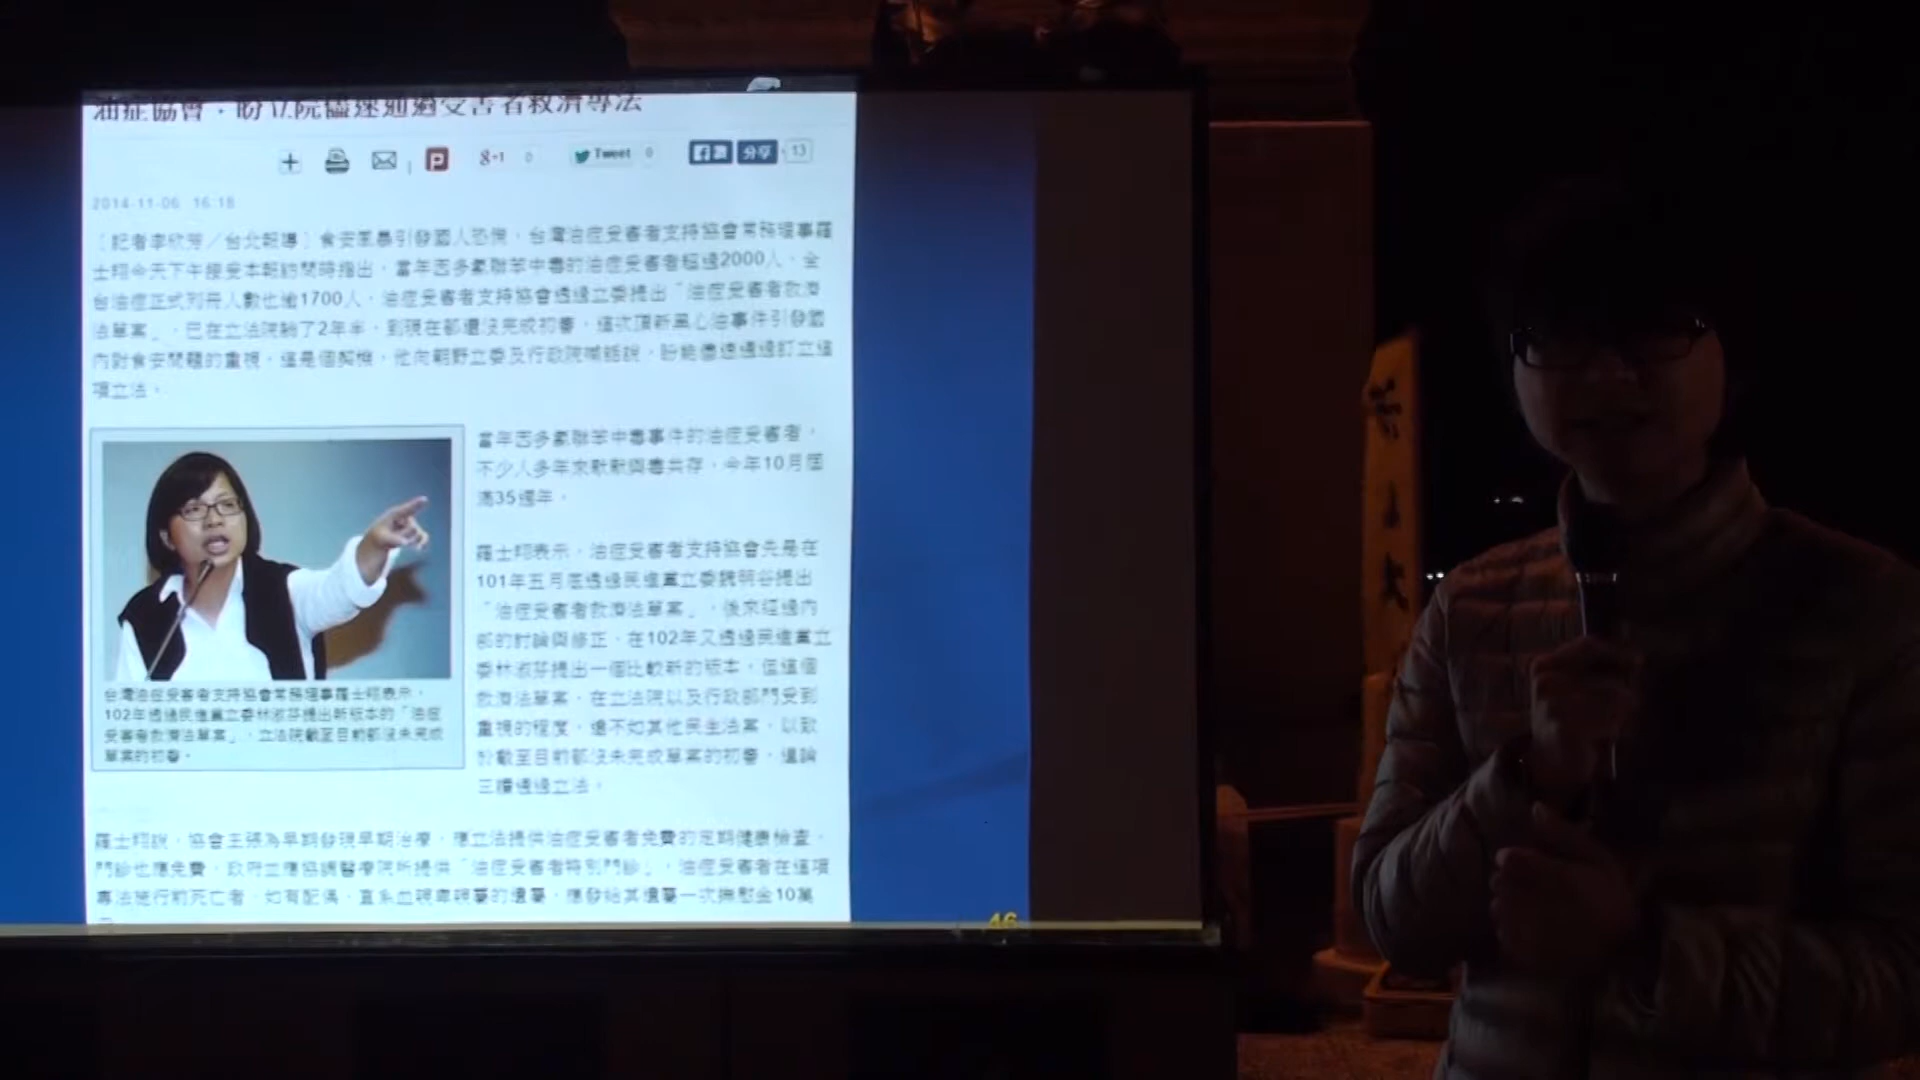 油症協會：盼立院儘速通過受害者救濟專法
g+1 0 Tweet 0 讚 分享 13
2014-11-06 16:18
〔記者李欣芳／台北報導〕食安風暴引發國人恐慌，台灣油症受害者支持協會常務理事羅
士翔今天下午接受本報訪問時指出，當年因多氯聯苯中毒的油症受害者超過2000人，全
台油症正式列冊人數也逾1700人，油症受害者支持協會透過立委提出「油症受害者救濟
法草案」，已在立法院躺了2年半，到現在都還沒完成初審，這次頂新黑心油事件引發國
內對食安問題的重視，這是個契機，他向朝野立委及行政院喊話說，盼能儘速通過訂立這
項立法。
當年因多氯聯苯中毒事件的油症受害者，
不少人多年來默默與毒共存，今年10月屆
滿35週年。
羅士翔表示，油症受害者支持協會先是在
101年五月底透過民進黨立委魏明谷提出
「油症受害者救濟法草案」，後來經過內
部的討論與修正，在102年又透過民進黨立
委林淑芬提出一個比較新的版本，但這個
救濟法草案，在立法院以及行政部門受到
重視的程度，遠不如其他民生法案，以致
於截至目前都沒未完成草案的初審，遑論
三讀通過立法。
台灣油症受害者支持協會常務理事羅士翔表示，
102年透過民進黨立委林淑芬提出新版本的「油症
受害者救濟法草案」，立法院截至目前都沒未完成
草案的初審。
羅士翔說，協會主張為早期發現早期治療，應立法提供油症受害者免費的定期健康檢查，
門診也應免費，政府並應協調醫療院所提供「油症受害者特別門診」，油症受害者在這項
專法施行前死亡者，如有配偶、直系血親卑親屬的遺屬，應發給其遺屬一次撫慰金10萬
46